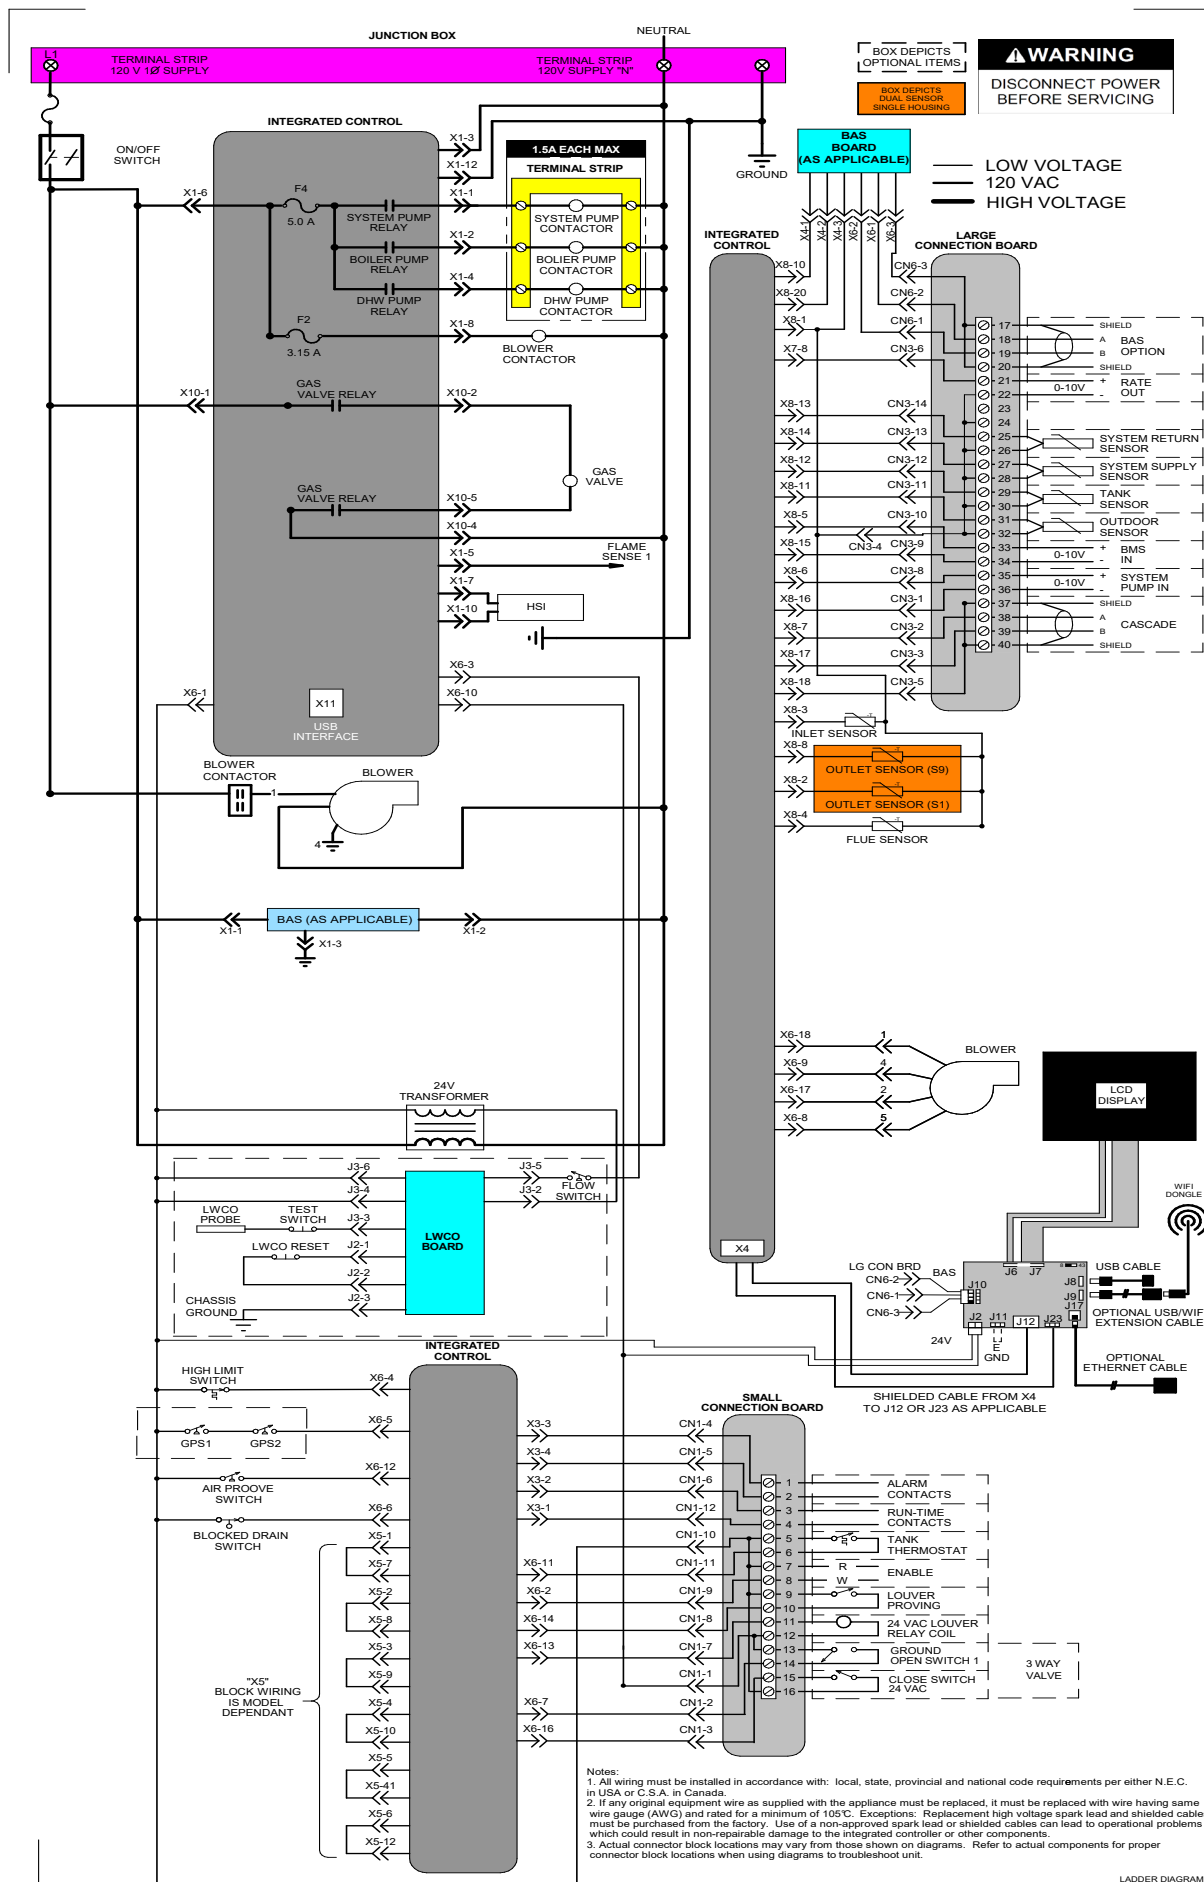 JUNCTION BOX
NEUTRAL
L1
TERMINAL STRIP
120 V 1Ø SUPPLY
TERMINAL STRIP
120V SUPPLY "N"
BOX DEPICTS
OPTIONAL ITEMS
BOX DEPICTS
DUAL SENSOR
SINGLE HOUSING
WARNING
DISCONNECT POWER
BEFORE SERVICING
LOW VOLTAGE
120 VAC
HIGH VOLTAGE
ON/OFF
SWITCH
INTEGRATED CONTROL
X1-3
X1-12
X1-6
F4
5.0 A
SYSTEM PUMP
RELAY
X1-1
BOILER PUMP
RELAY
X1-2
DHW PUMP
RELAY
X1-4
F2
3.15 A
X1-8
BLOWER
CONTACTOR
1.5A EACH MAX
TERMINAL STRIP
SYSTEM PUMP
CONTACTOR
BOLIER PUMP
CONTACTOR
DHW PUMP
CONTACTOR
GROUND
X10-1
GAS
VALVE RELAY
X10-2
GAS
VALVE
GAS
VALVE RELAY
X10-5
X10-4
X1-5
FLAME
SENSE 1
X1-7
X1-10
HSI
X6-3
X6-10
X6-1
X11
USB
INTERFACE
BLOWER
CONTACTOR
1
BLOWER
4
BAS (AS APPLICABLE)
X1-1
X1-2
X1-3
24V
TRANSFORMER
BAS
BOARD
(AS APPLICABLE)
X4-1
X4-2
X4-3
X6-2
X6-1
X6-3
INTEGRATED
CONTROL
LARGE
CONNECTION BOARD
X8-10
X8-20
X8-1
X7-8
X8-13
X8-14
X8-12
X8-11
X8-5
X8-15
X8-6
X8-16
X8-7
X8-17
X8-18
X8-3
X8-8
X8-2
X8-4
CN6-3
CN6-2
CN6-1
CN3-6
CN3-14
CN3-13
CN3-12
CN3-11
CN3-10
CN3-4
CN3-9
CN3-8
CN3-1
CN3-2
CN3-3
CN3-5
17
18
19
20
21
22
23
24
25
26
27
28
29
30
31
32
33
34
35
36
37
38
39
40
SHIELD
A
B
SHIELD
BAS
OPTION
+
0-10V
-
RATE
OUT
SYSTEM RETURN
SENSOR
SYSTEM SUPPLY
SENSOR
TANK
SENSOR
OUTDOOR
SENSOR
+
0-10V
-
BMS
IN
+
0-10V
-
SYSTEM
PUMP IN
SHIELD
A
B
SHIELD
CASCADE
INLET SENSOR
OUTLET SENSOR (S9)
OUTLET SENSOR (S1)
FLUE SENSOR
X6-18
X6-9
X6-17
X6-8
1
4
2
5
BLOWER
LCD
DISPLAY
WIFI
DONGLE
X4
LG CON BRD
CN6-2
CN6-1
CN6-3
BAS
J10
J6
J7
J8
J9
J17
J2
J11
J12
J23
24V
E
GND
USB CABLE
OPTIONAL USB/WIFI
EXTENSION CABLE
OPTIONAL
ETHERNET CABLE
SHIELDED CABLE FROM X4
TO J12 OR J23 AS APPLICABLE
J3-6
J3-4
J3-3
J2-1
J2-2
J2-3
J3-5
J3-2
FLOW
SWITCH
LWCO
PROBE
TEST
SWITCH
LWCO RESET
CHASSIS
GROUND
LWCO
BOARD
INTEGRATED
CONTROL
HIGH LIMIT
SWITCH
X6-4
GPS1
GPS2
X6-5
AIR PROOVE
SWITCH
X6-12
BLOCKED DRAIN
SWITCH
X6-6
X5-1
X5-7
X5-2
X5-8
X5-3
X5-9
X5-4
X5-10
X5-5
X5-41
X5-6
X5-12
"X5"
BLOCK WIRING
IS MODEL
DEPENDANT
X3-3
X3-4
X3-2
X3-1
X6-11
X6-2
X6-14
X6-13
X6-7
X6-16
SMALL
CONNECTION BOARD
CN1-4
CN1-5
CN1-6
CN1-12
CN1-10
CN1-11
CN1-9
CN1-8
CN1-7
CN1-1
CN1-2
CN1-3
1
2
3
4
5
6
7
8
9
10
11
12
13
14
15
16
ALARM
CONTACTS
RUN-TIME
CONTACTS
TANK
THERMOSTAT
R
W
ENABLE
LOUVER
PROVING
24 VAC LOUVER
RELAY COIL
GROUND
OPEN SWITCH 1
CLOSE SWITCH
24 VAC
3 WAY
VALVE
Notes:
1. All wiring must be installed in accordance with: local, state, provincial and national code requirements per either N.E.C.
in USA or C.S.A. in Canada.
2. If any original equipment wire as supplied with the appliance must be replaced, it must be replaced with wire having same
wire gauge (AWG) and rated for a minimum of 105°C. Exceptions: Replacement high voltage spark lead and shielded cable
must be purchased from the factory. Use of a non-approved spark lead or shielded cables can lead to operational problems
which could result in non-repairable damage to the integrated controller or other components.
3. Actual connector block locations may vary from those shown on diagrams. Refer to actual components for proper
connector block locations when using diagrams to troubleshoot unit.
LADDER DIAGRAM